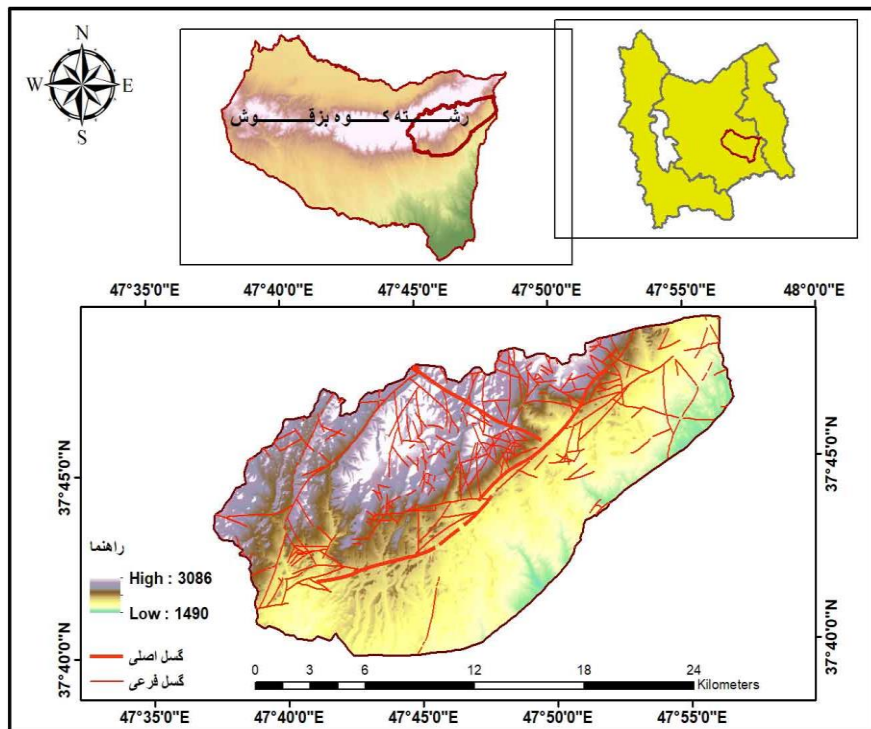 N
W E
S
رشــــــته کــــــوه بزقــــــوش
47°35'0"E 47°40'0"E 47°45'0"E 47°50'0"E 47°55'0"E 48°0'0"E
37°45'0"N
37°45'0"N
راهنما
High : 3086
Low : 1490
37°40'0"N
37°40'0"N
گسل اصلی
گسل فرعی
0 3 6 12 18 24
Kilometers
47°35'0"E 47°40'0"E 47°45'0"E 47°50'0"E 47°55'0"E